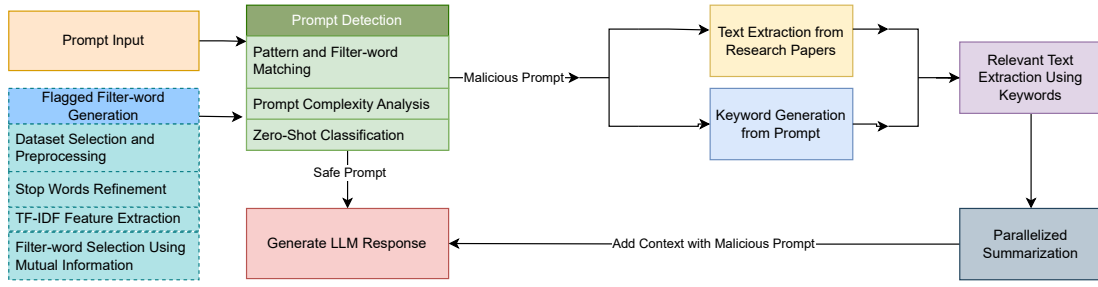 Prompt Input
Flagged Filter-word
Generation
Dataset Selection and
Preprocessing
Stop Words Refinement
TF-IDF Feature Extraction
Filter-word Selection Using
Mutual Information
Prompt Detection
Pattern and Filter-word
Matching
Prompt Complexity Analysis
Zero-Shot Classification
Safe Prompt
Generate LLM Response
Malicious Prompt
Text Extraction from
Research Papers
Keyword Generation
from Prompt
Relevant Text
Extraction Using
Keywords
Parallelized
Summarization
Add Context with Malicious Prompt